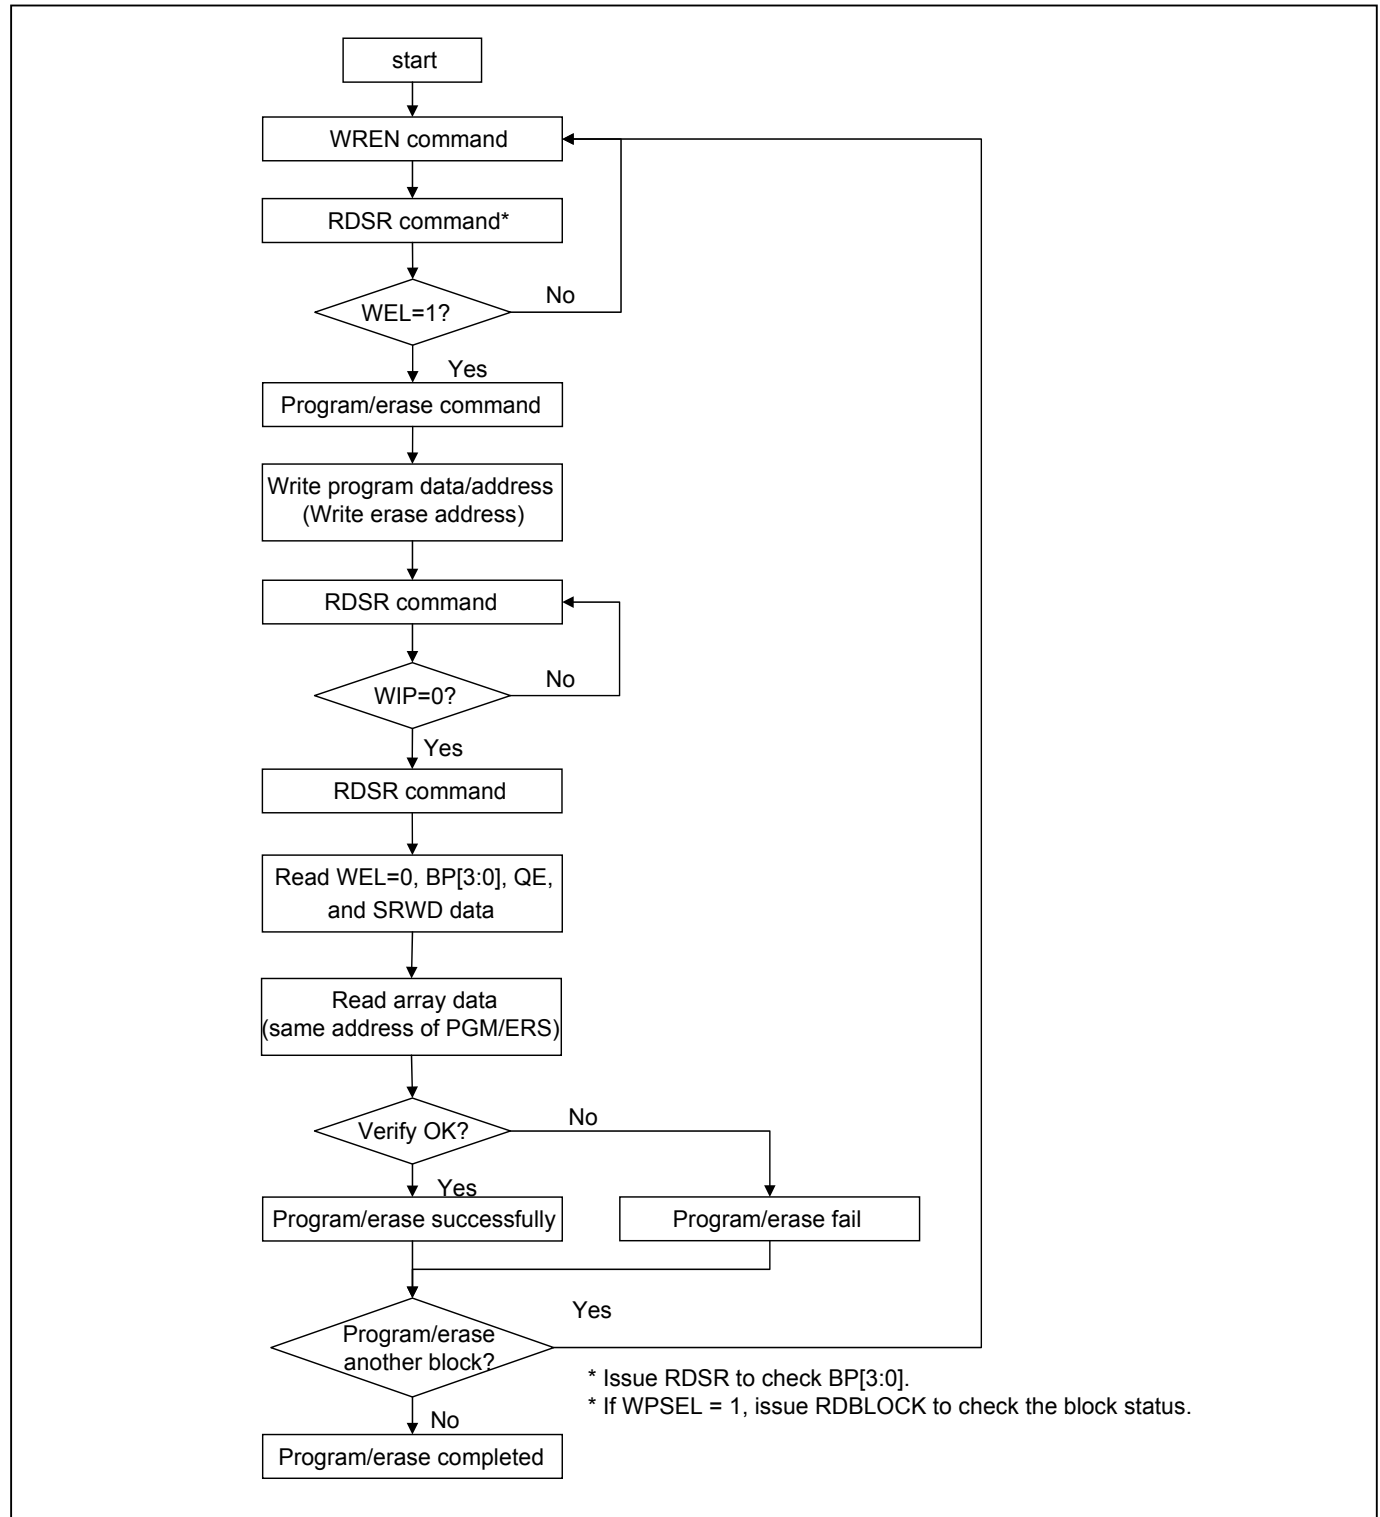 start
WREN command
RDSR command*
WEL=1?
No
Yes
Program/erase command
Write program data/address
(Write erase address)
RDSR command
WIP=0?
No
Yes
RDSR command
Read WEL=0, BP[3:0], QE,
and SRWD data
Read array data
(same address of PGM/ERS)
Verify OK?
No
Yes
Program/erase successfully
Program/erase fail
Yes
Program/erase
another block?
* Issue RDSR to check BP[3:0].
* If WPSEL = 1, issue RDBLOCK to check the block status.
No
Program/erase completed